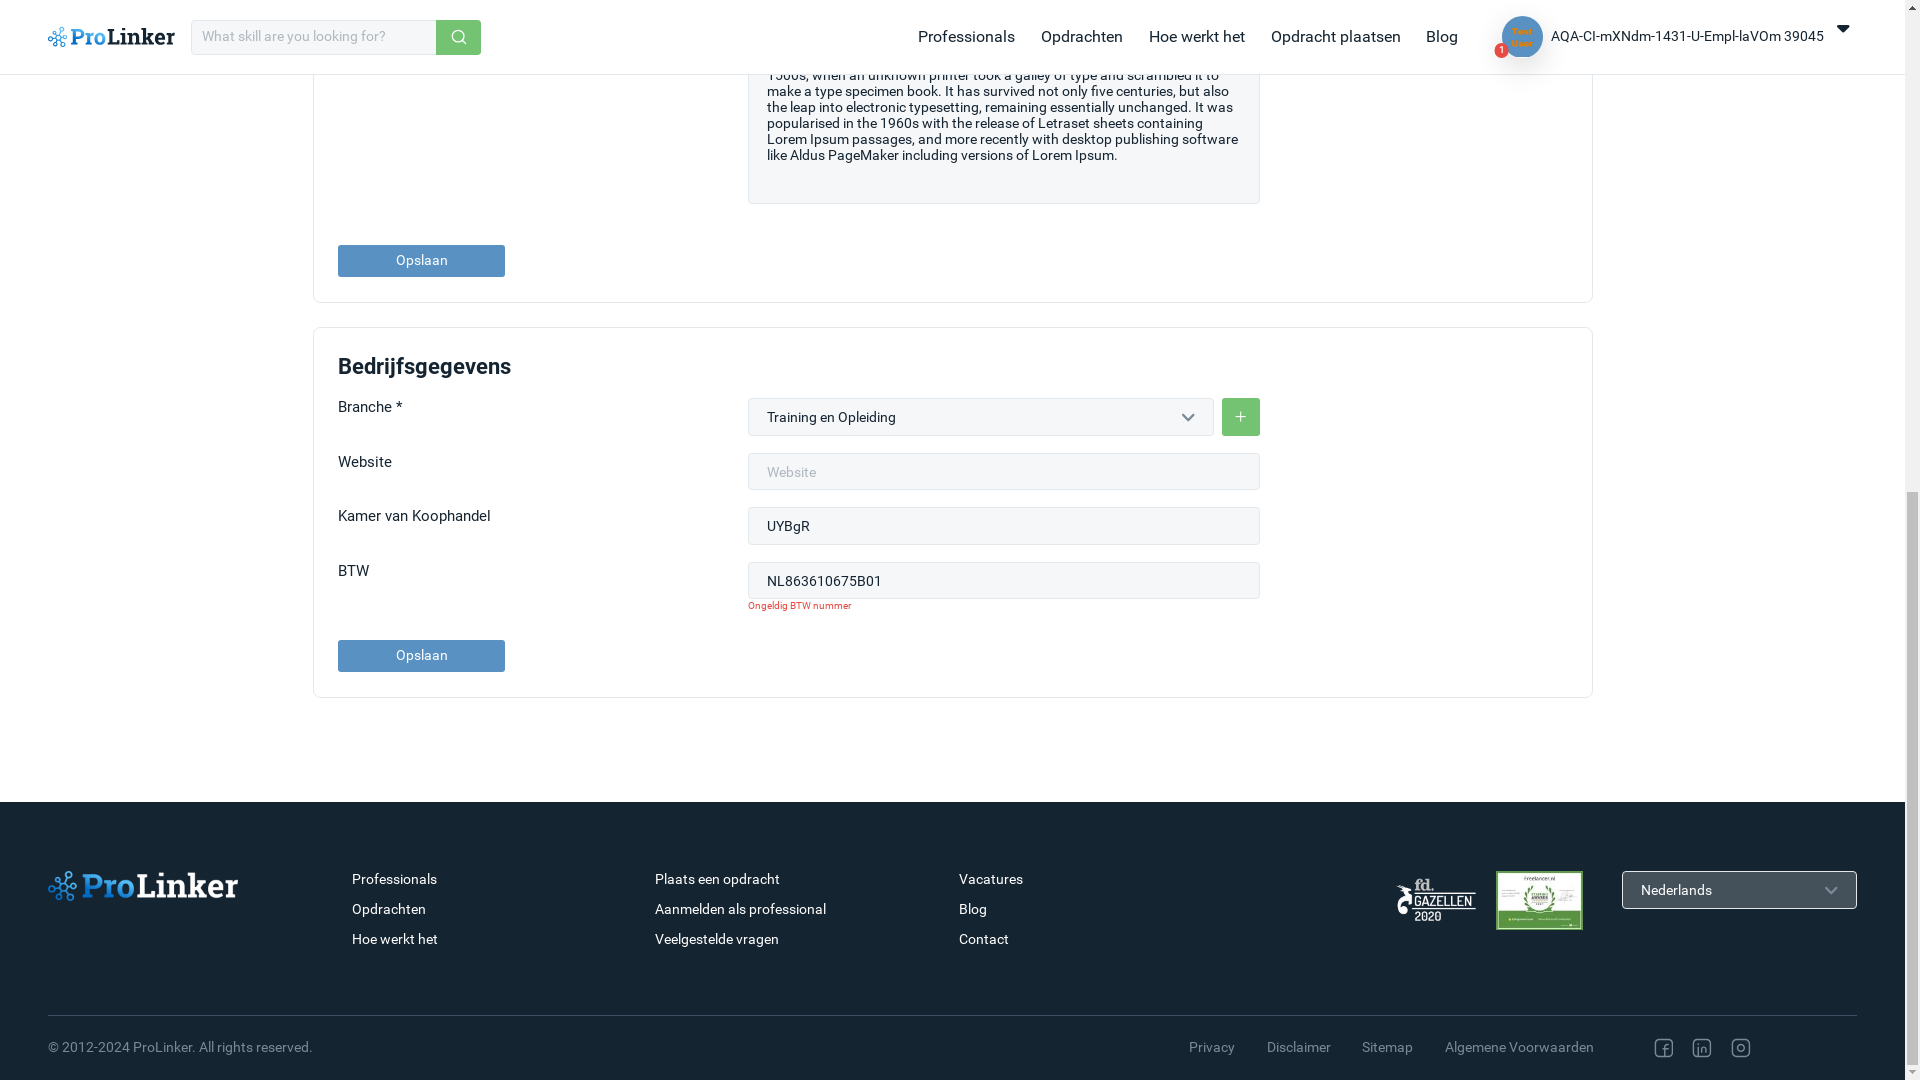 ProLinker
What skill are you looking for?
Professionals
Opdrachten
Hoe werkt het
Opdracht plaatsen
Blog
Test
User
1
AQA-CI-mXNdm-1431-U-Empl-laVOm 39045
1500s, when an unknown printer took a galley of type and scrambled it to
make a type specimen book. It has survived not only five centuries, but also
the leap into electronic typesetting, remaining essentially unchanged. It was
popularised in the 1960s with the release of Letraset sheets containing
Lorem Ipsum passages, and more recently with desktop publishing software
like Aldus PageMaker including versions of Lorem Ipsum.
Opslaan
Bedrijfsgegevens
Branche *
Training en Opleiding
+
Website
Website
Kamer van Koophandel
UYBgR
BTW
NL863610675B01
Ongeldig BTW nummer
Opslaan
ProLinker
Professionals
Opdrachten
Hoe werkt het
Plaats een opdracht
Aanmelden als professional
Veelgestelde vragen
Vacatures
Blog
Contact
fd.
GAZELLEN
2020
Freelancer.nl
Nederlands
© 2012-2024 ProLinker. All rights reserved.
Privacy
Disclaimer
Sitemap
Algemene Voorwaarden